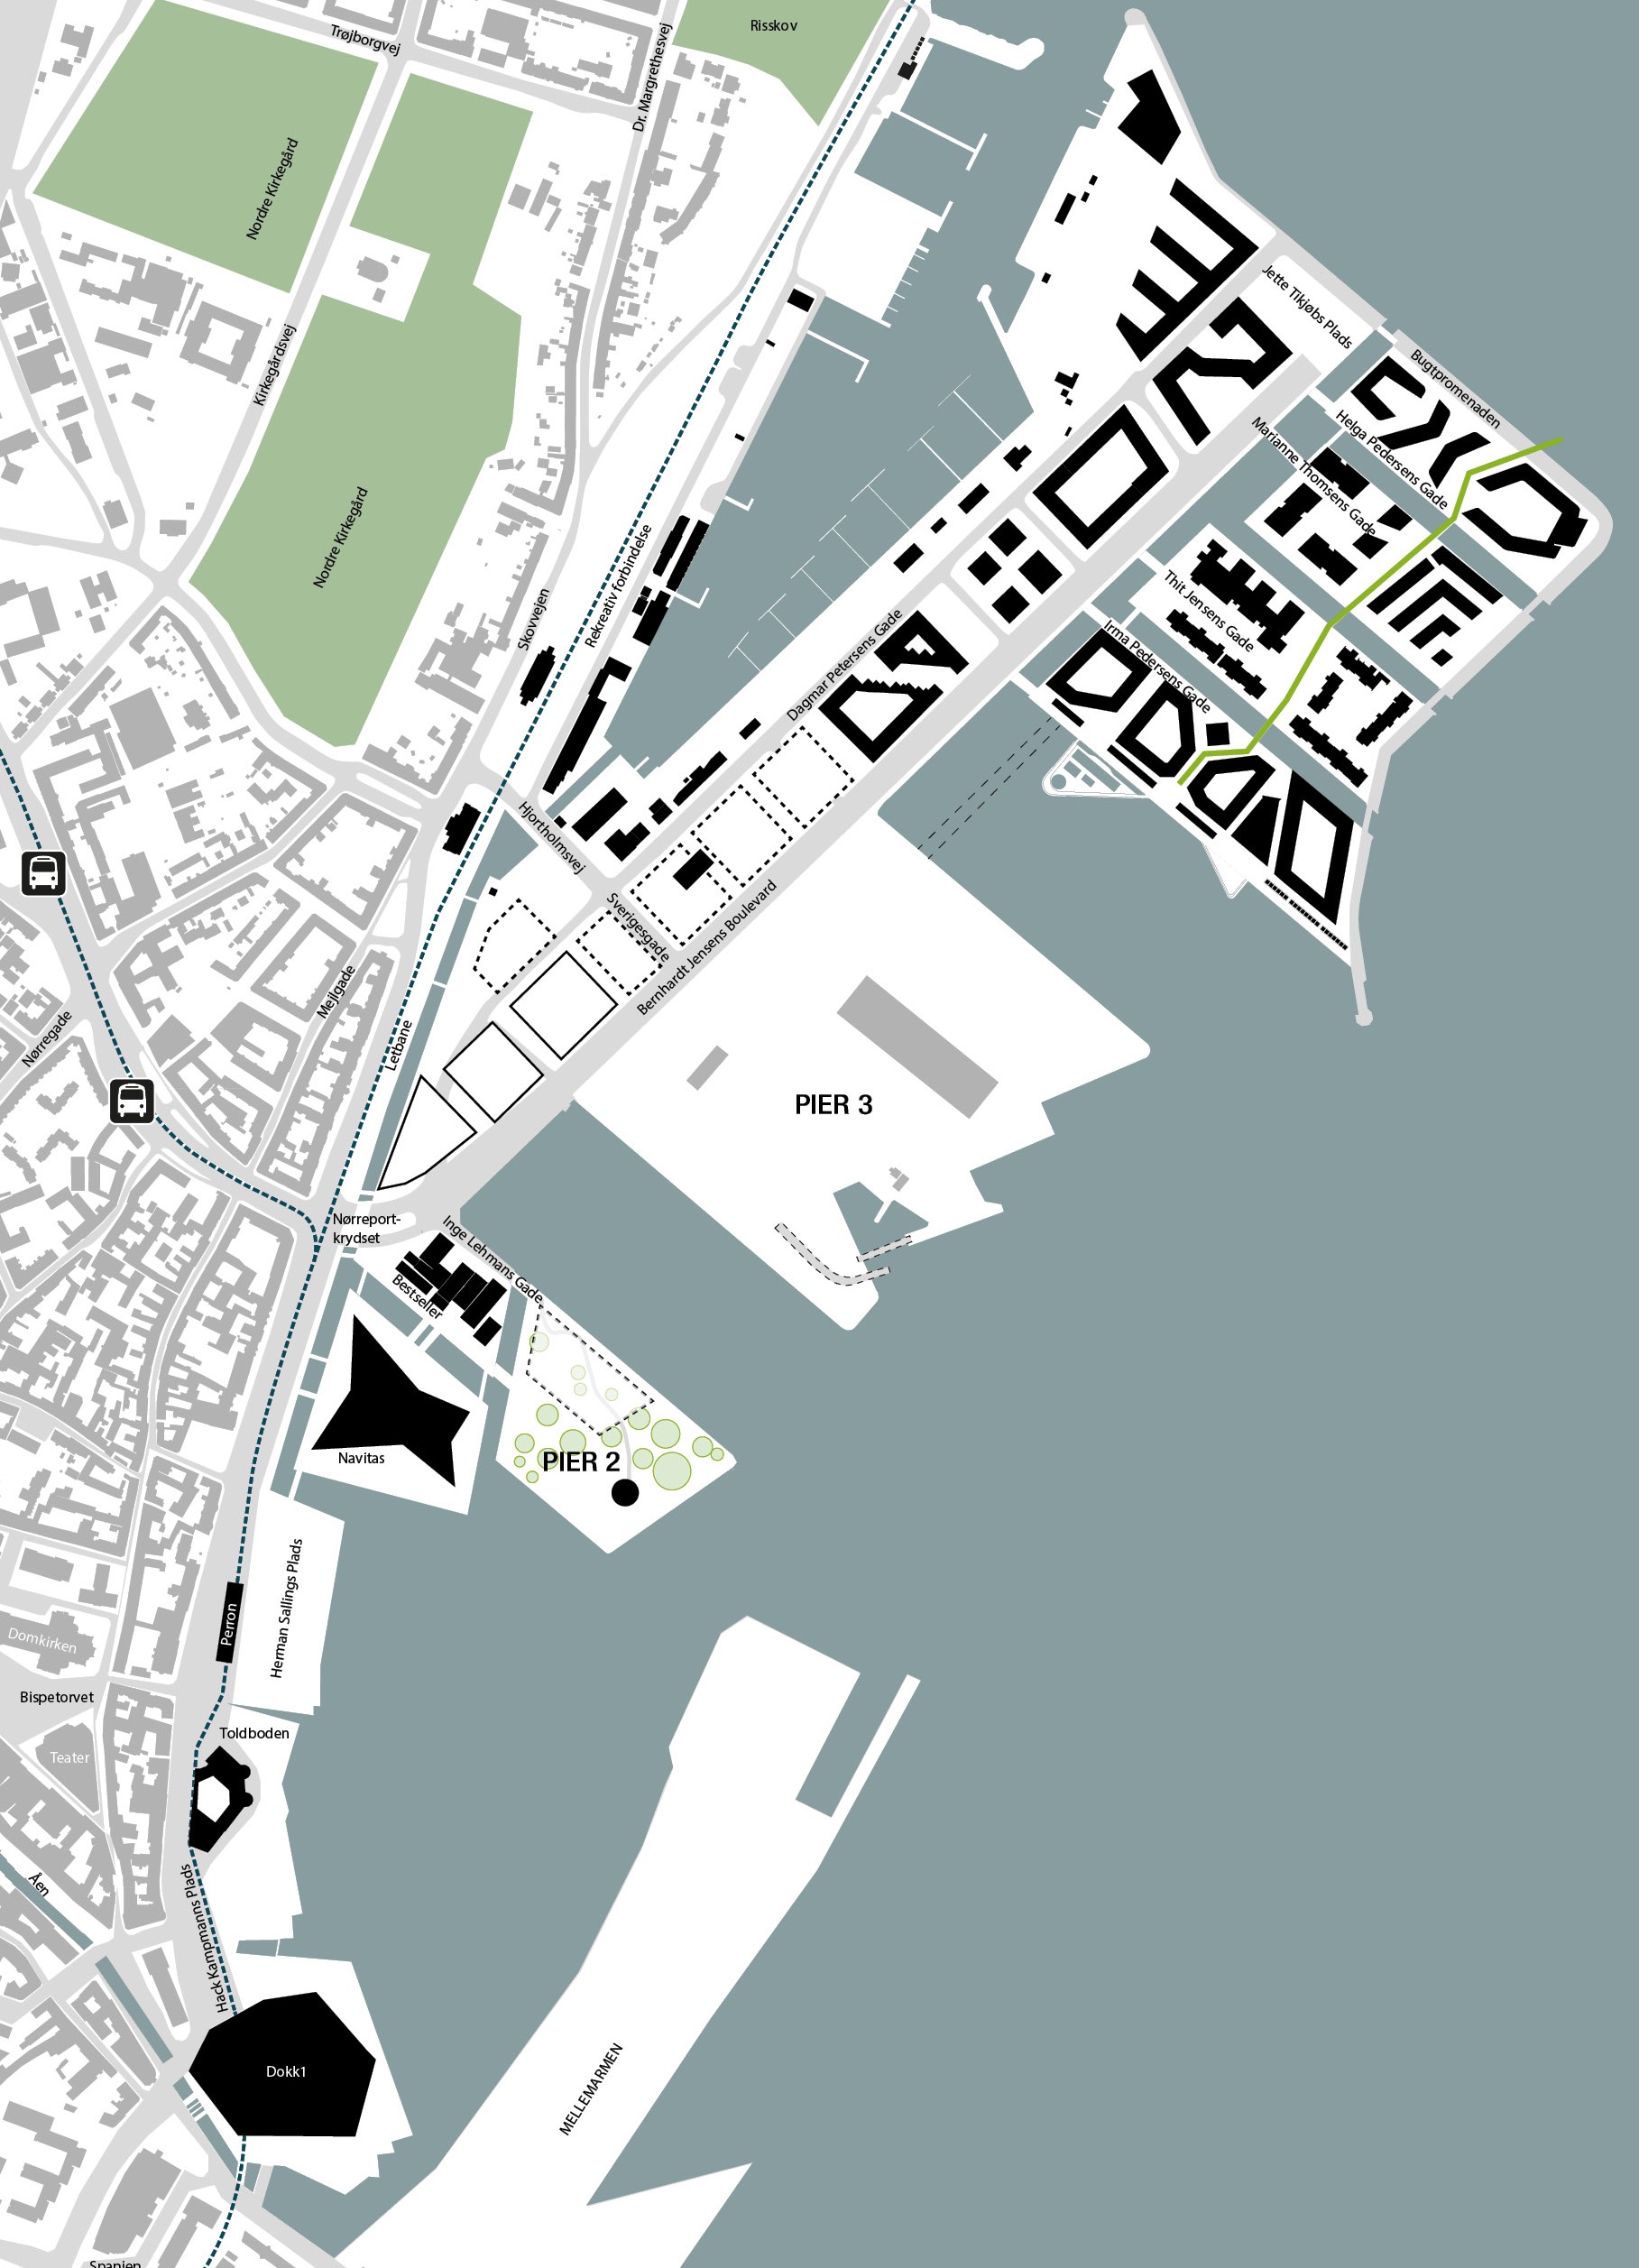 Risskov
Trøjborgvej
Dr. Margrethesvej
Nordre Kirkegård
Jette Tikjøbs Plads
Kirkegårdsvej
Bugtpromenaden
Helga Pedersens Gade
Marianne Thomsens Gade
Nordre Kirkegård
Rekreativ forbindelse
Skovvejen
Thit Jensens Gade
Irma Pedersens Gade
Dagmar Petersens Gade
Hjortholmsvej
Sverigesgade
Bernhardt Jensens Boulevard
Mejlgade
Nørregade
Letbane
PIER 3
Nørreport-
krydset
Inge Lehmans Gade
Bestseller
Navitas
PIER 2
Herman Sallings Plads
Perron
Domkirken
Bispetorvet
Toldboden
Teater
Åen
Hack Kampmanns Plads
Dokk1
MELLEMARMEN
Spanien